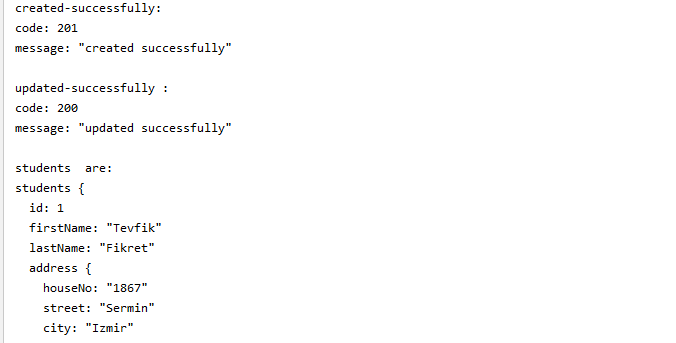 created-successfully:
code: 201
message: "created successfully"

updated-successfully :
code: 200
message: "updated successfully"

students  are:
students {
  id: 1
  firstName: "Tevfik"
  lastName: "Fikret"
  address {
    houseNo: "1867"
    street: "Sermin"
    city: "Izmir"